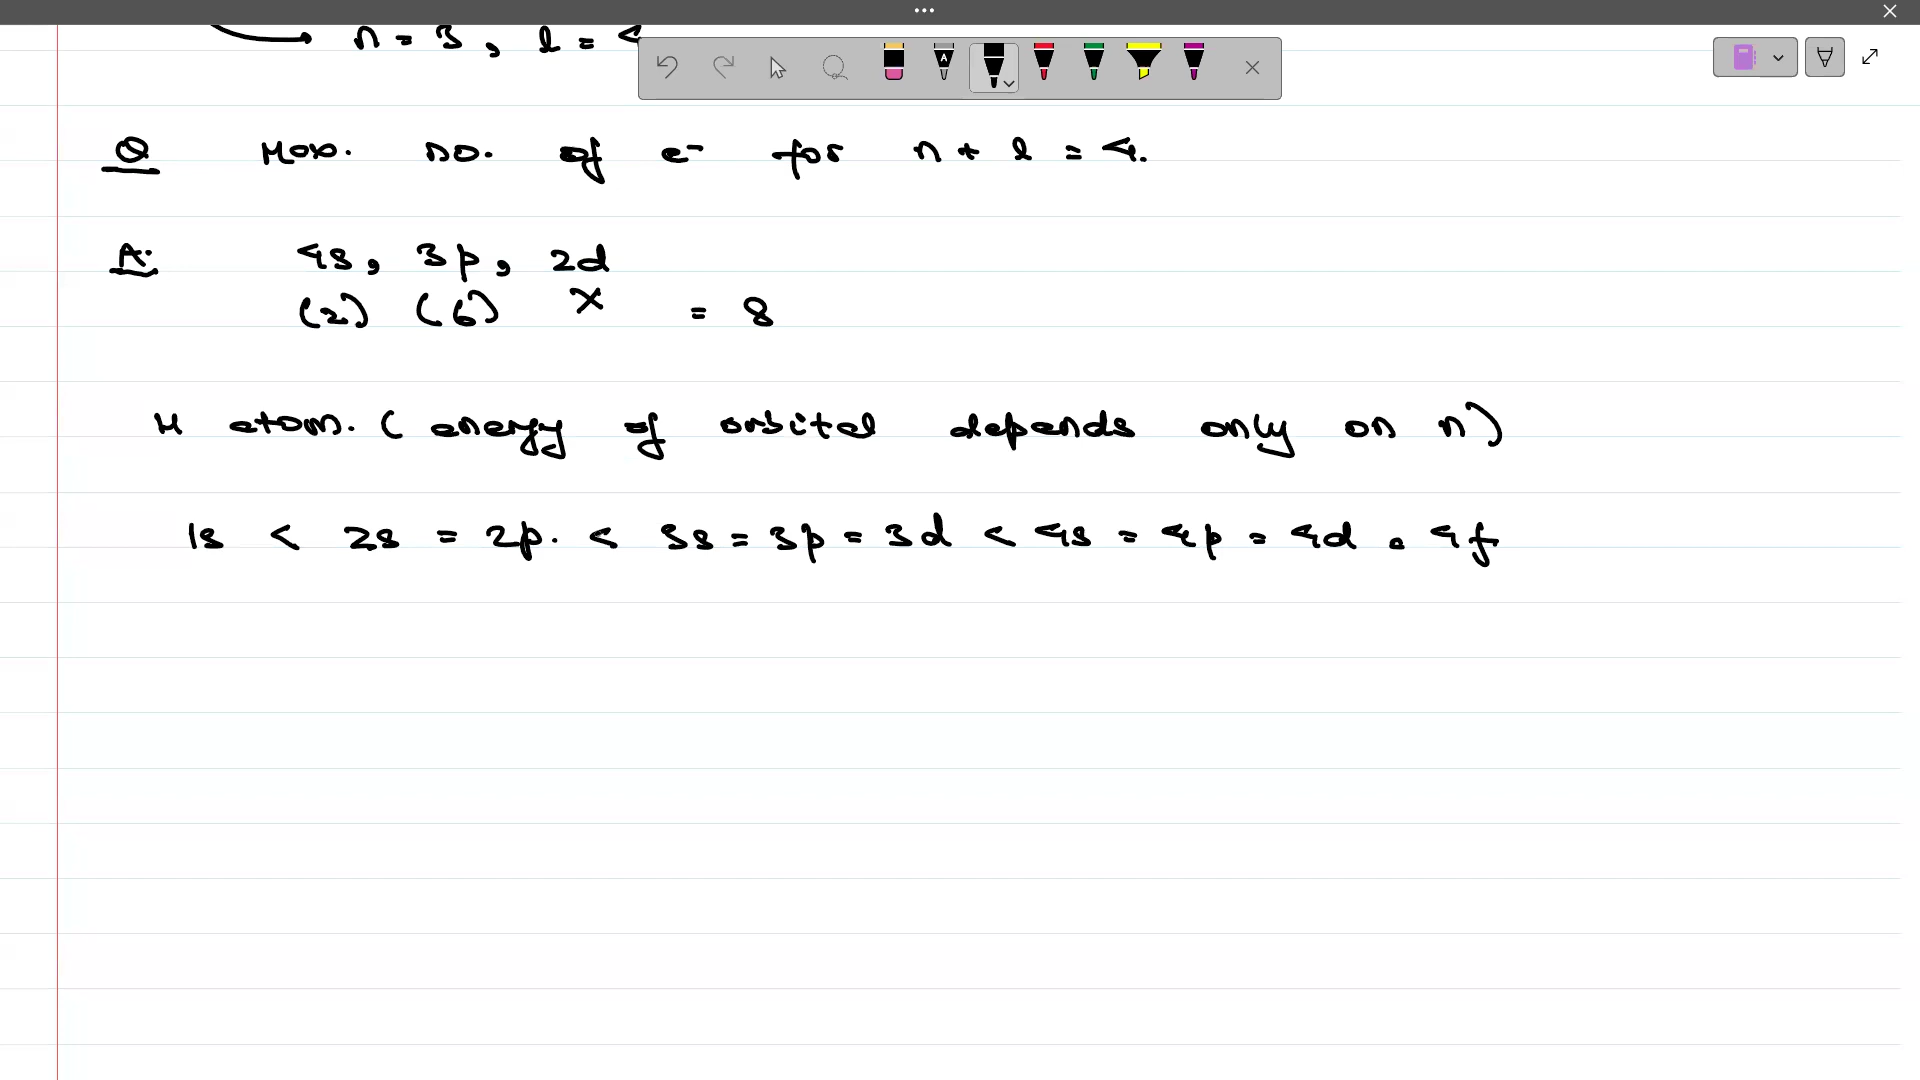 n = 3, l =
Q Max. no. of e⁻ for n + l = 4.
A. 4s, 3p, 2d
(2) (6) X = 8
H atom. ( energy of orbital depends only on n )
1s < 2s = 2p. < 3s = 3p = 3d < 4s = 4p = 4d = 4f